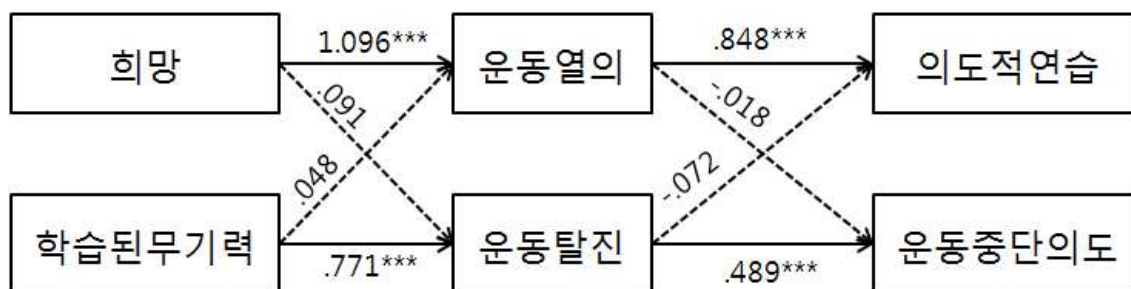 희망
1.096***
운동열의
.848***
의도적연습
.091
-.018
.048
-.072
학습된무기력
.771***
운동탈진
.489***
운동중단의도